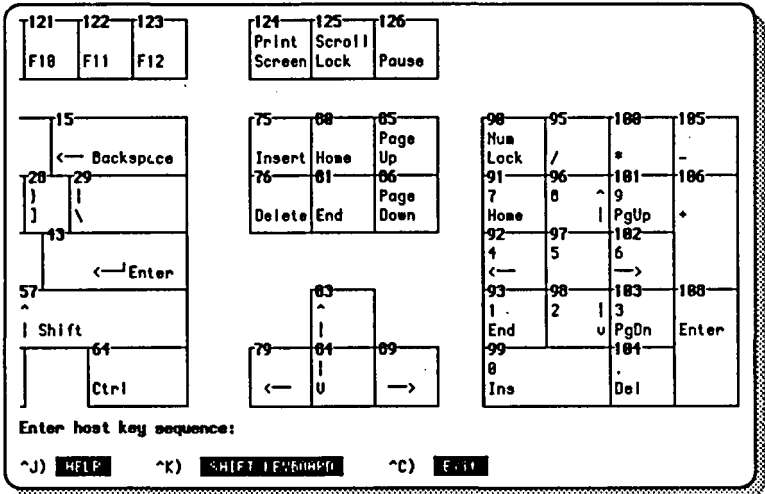 121 122 123 124 125 126
Print Scroll
F10 F11 F12 Screen Lock Pause
15 75 80 85 90 95 100 105
Page Num
<— Backspace Insert Home Up Lock / * -
28 29 76 81 86 91 96 101 106
} | Page 7 8 ^ 9
] \ Delete End Down Home | PgUp +
43 92 97 102
4 5 6
<—┘Enter <— —>
57 83 93 98 103 108
^ ^ 1 2 | 3
| Shift | End v PgDn Enter
64 79 84 89 99 104
| 0 .
Ctrl <— V —> Ins Del
Enter host key sequence:
^J) HELP ^K) SHIFT KEYBOARD ^C) Exit